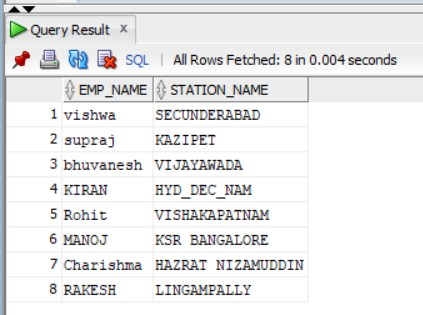 Query Result x
SQL | All Rows Fetched: 8 in 0.004 seconds
EMP_NAME STATION_NAME
1 vishwa SECUNDERABAD
2 supraj KAZIPET
3 bhuvanesh VIJAYAWADA
4 KIRAN HYD_DEC_NAM
5 Rohit VISHAKAPATNAM
6 MANOJ KSR BANGALORE
7 Charishma HAZRAT NIZAMUDDIN
8 RAKESH LINGAMPALLY